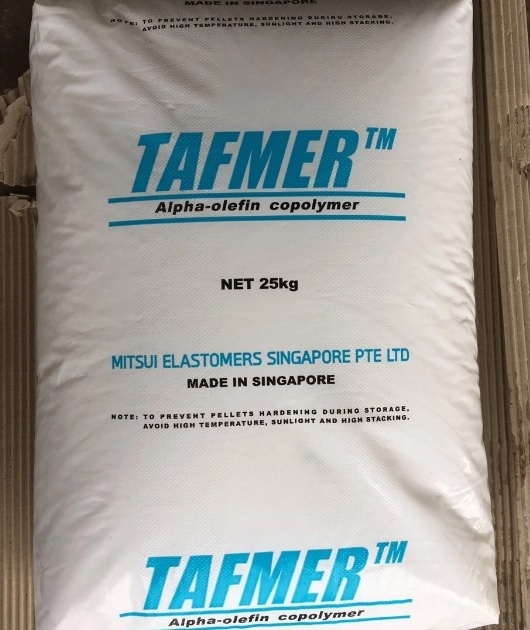 MADE IN SINGAPORE
NOTE: TO PREVENT PELLETS HARDENING DURING STORAGE,
AVOID HIGH TEMPERATURE, SUNLIGHT AND HIGH STACKING.
TAFMER™
Alpha-olefin copolymer
NET 25kg
MITSUI ELASTOMERS SINGAPORE PTE LTD
MADE IN SINGAPORE
NOTE: TO PREVENT PELLETS HARDENING DURING STORAGE,
AVOID HIGH TEMPERATURE, SUNLIGHT AND HIGH STACKING.
TAFMER™
Alpha-olefin copolymer